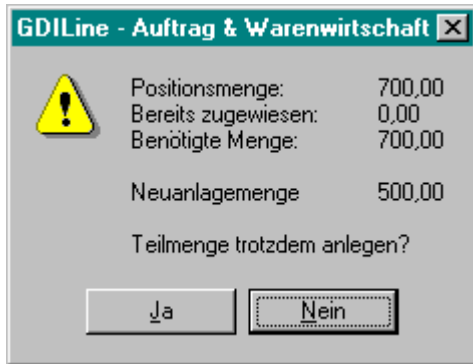 GDILine - Auftrag & Warenwirtschaft
Positionsmenge: 700,00
Bereits zugewiesen: 0,00
Benötigte Menge: 700,00
Neuanlagemenge 500,00
Teilmenge trotzdem anlegen?
Ja Nein